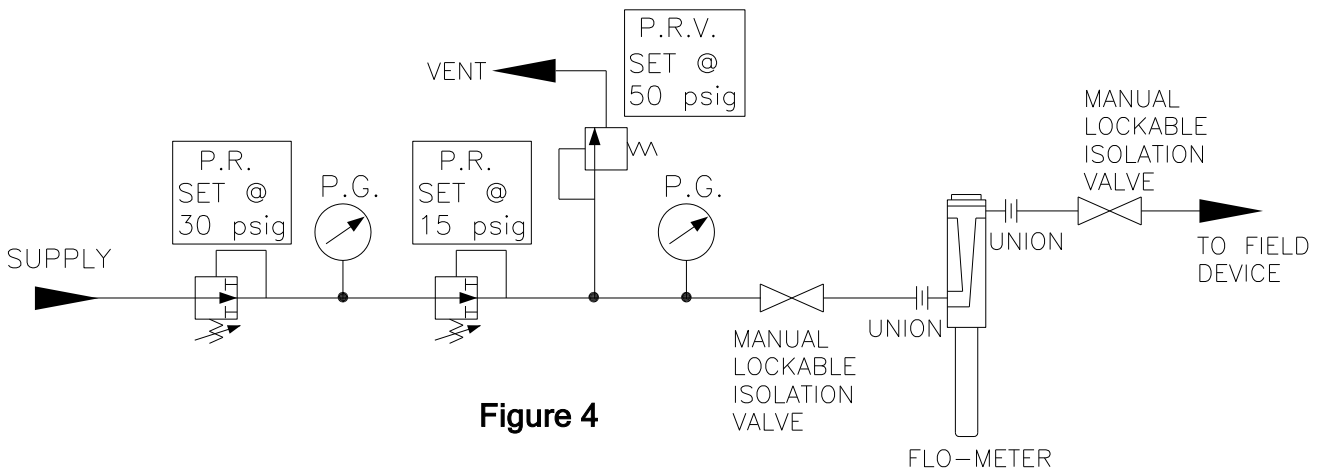 P.R.V.
SET @
50 psig
VENT
MANUAL
LOCKABLE
ISOLATION
VALVE
P.R.
SET @
30 psig
P.G.
P.R.
SET @
15 psig
P.G.
SUPPLY
UNION
TO FIELD
DEVICE
UNION
MANUAL
LOCKABLE
ISOLATION
VALVE
Figure 4
FLO-METER